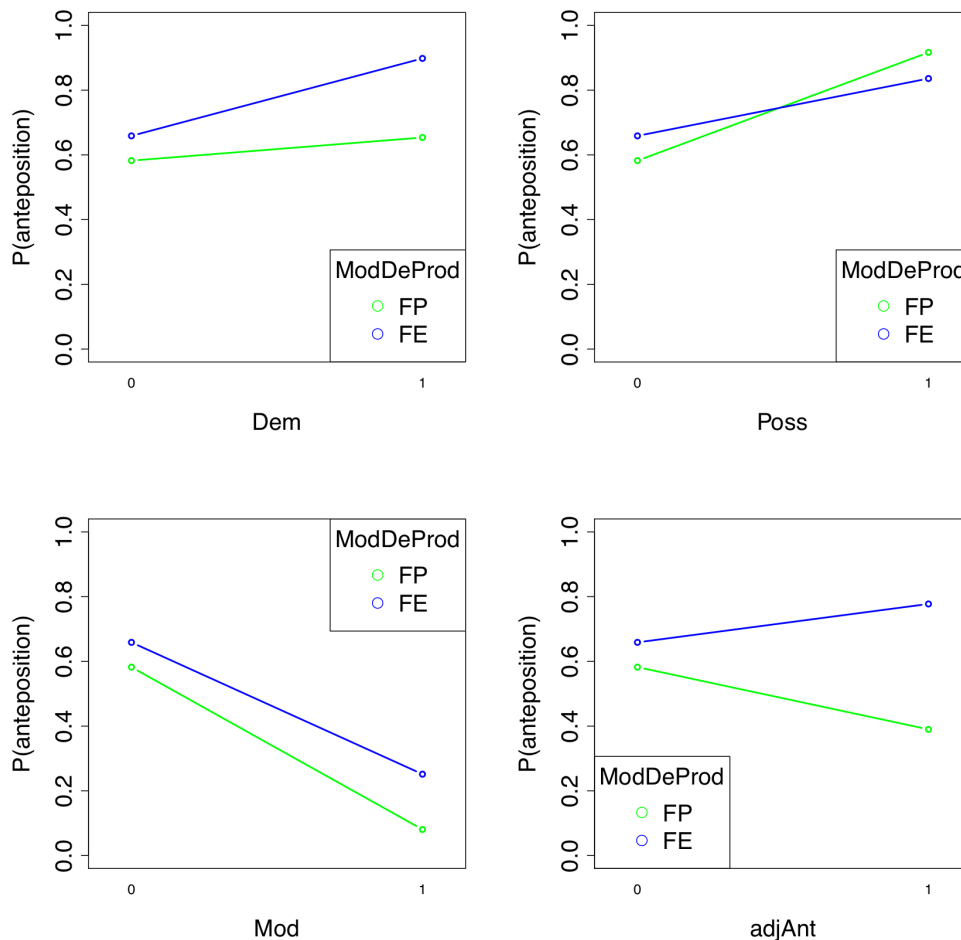 P(anteposition)
1.0
0.8
0.6
0.4
0.2
0.0
ModDeProd
FP
FE
0 1
Dem
P(anteposition)
1.0
0.8
0.6
0.4
0.2
0.0
ModDeProd
FP
FE
0 1
Poss
P(anteposition)
1.0
0.8
0.6
0.4
0.2
0.0
ModDeProd
FP
FE
0 1
Mod
P(anteposition)
1.0
0.8
0.6
0.4
0.2
0.0
ModDeProd
FP
FE
0 1
adjAnt